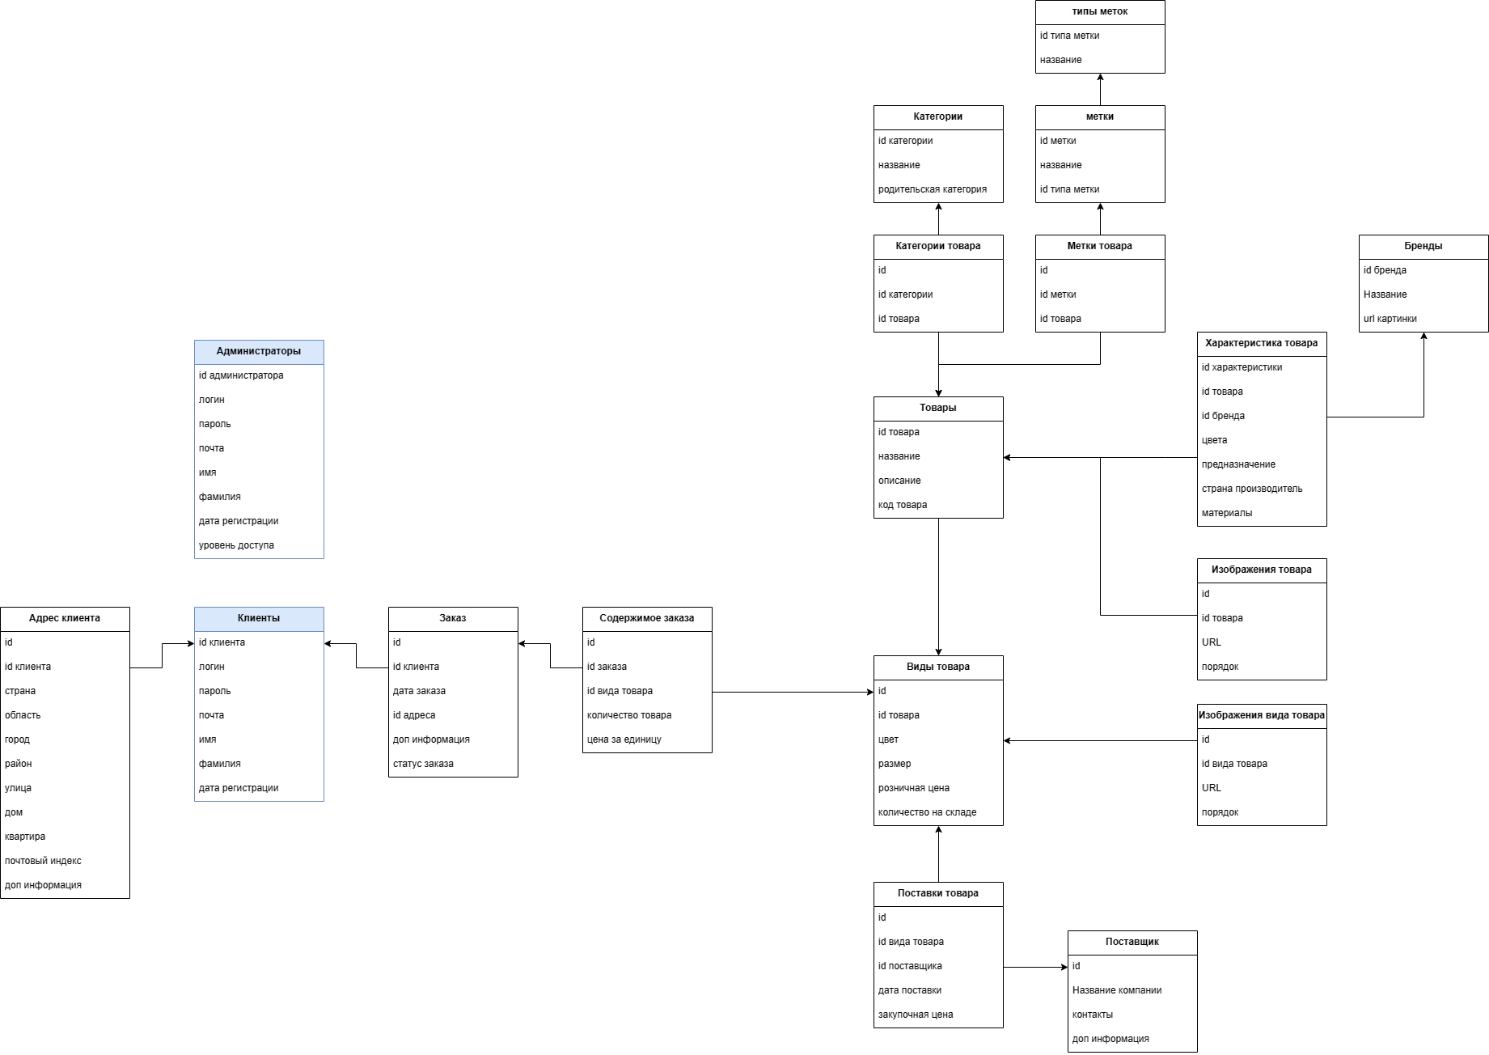 типы меток
id типа метки
название
Категории
id категории
название
родительская категория
метки
id метки
название
id типа метки
Категории товара
id
id категории
id товара
Метки товара
id
id метки
id товара
Бренды
id бренда
Название
url картинки
Характеристика товара
id характеристики
id товара
id бренда
цвета
предназначение
страна производитель
материалы
Администраторы
id администратора
логин
пароль
почта
имя
фамилия
дата регистрации
уровень доступа
Товары
id товара
название
описание
код товара
Изображения товара
id
id товара
URL
порядок
Адрес клиента
id
id клиента
страна
область
город
район
улица
дом
квартира
почтовый индекс
доп информация
Клиенты
id клиента
логин
пароль
почта
имя
фамилия
дата регистрации
Заказ
id
id клиента
дата заказа
id адреса
доп информация
статус заказа
Содержимое заказа
id
id заказа
id вида товара
количество товара
цена за единицу
Виды товара
id
id товара
цвет
размер
розничная цена
количество на складе
Изображения вида товара
id
id вида товара
URL
порядок
Поставки товара
id
id вида товара
id поставщика
дата поставки
закупочная цена
Поставщик
id
Название компании
контакты
доп информация